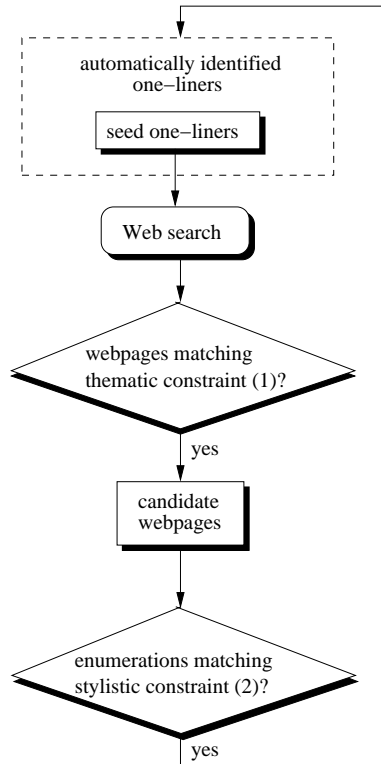 automatically identified
one−liners
seed one−liners
Web search
webpages matching
thematic constraint (1)?
yes
candidate
webpages
enumerations matching
stylistic constraint (2)?
yes